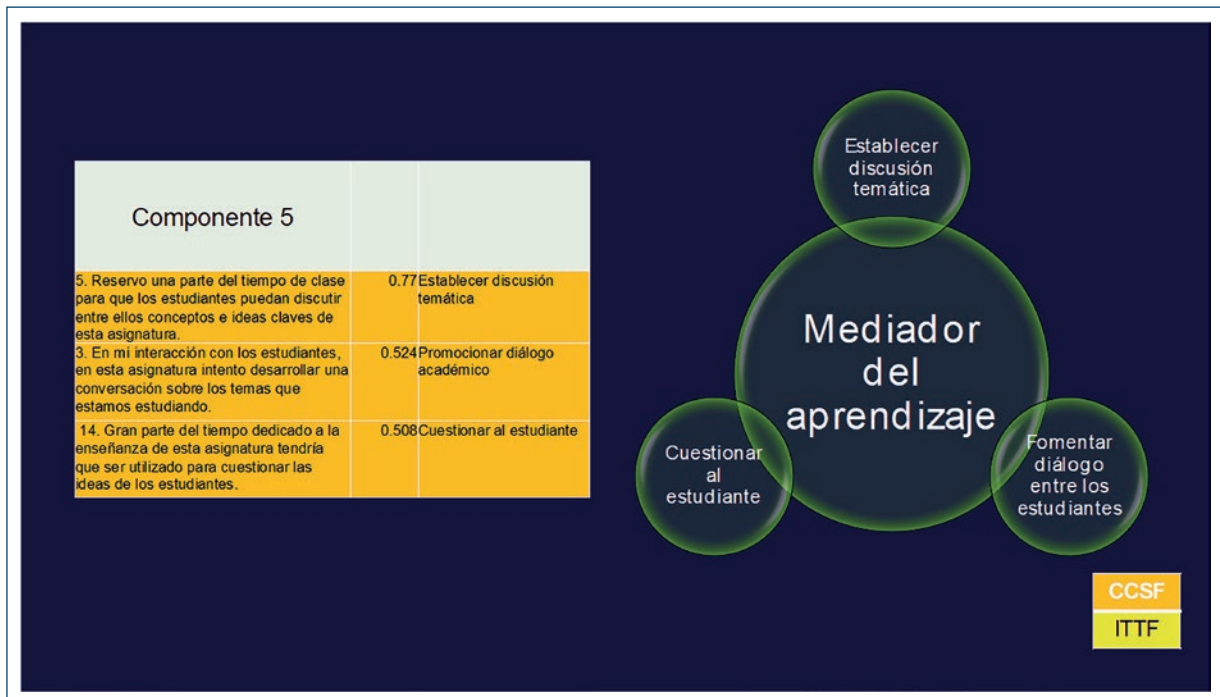 Componente 5
5. Reservo una parte del tiempo de clase
para que los estudiantes puedan discutir
entre ellos conceptos e ideas claves de
esta asignatura.
0.77
Establecer discusión
temática
3. En mi interacción con los estudiantes,
en esta asignatura intento desarrollar una
conversación sobre los temas que
estamos estudiando.
0.524
Promocionar diálogo
académico
14. Gran parte del tiempo dedicado a la
enseñanza de esta asignatura tendría
que ser utilizado para cuestionar las
ideas de los estudiantes.
0.508
Cuestionar al estudiante
Establecer
discusión
temática
Mediador
del
aprendizaje
Cuestionar
al
estudiante
Fomentar
diálogo
entre los
estudiantes
CCSF
ITTF